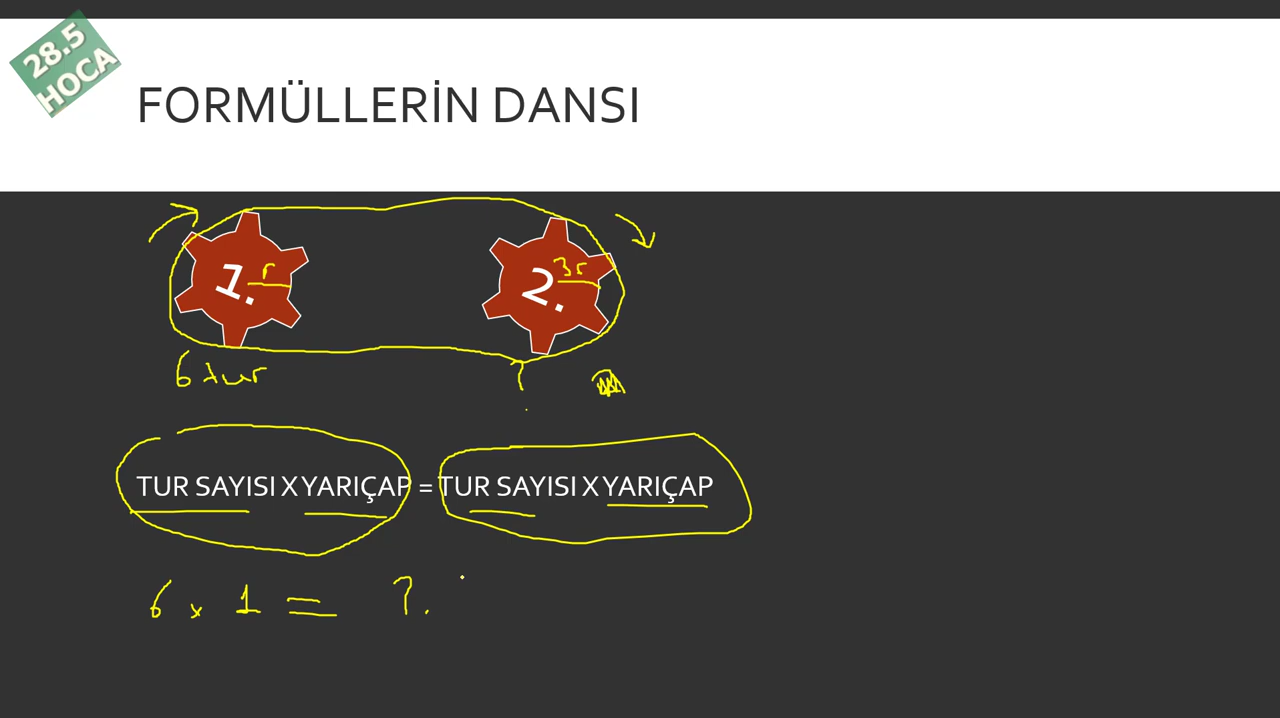 28.5
HOCA
FORMÜLLERİN DANSI
1. r
2. 3r
6 tur
?
TUR SAYISI X YARIÇAP = TUR SAYISI X YARIÇAP
6 x 1 = ? .